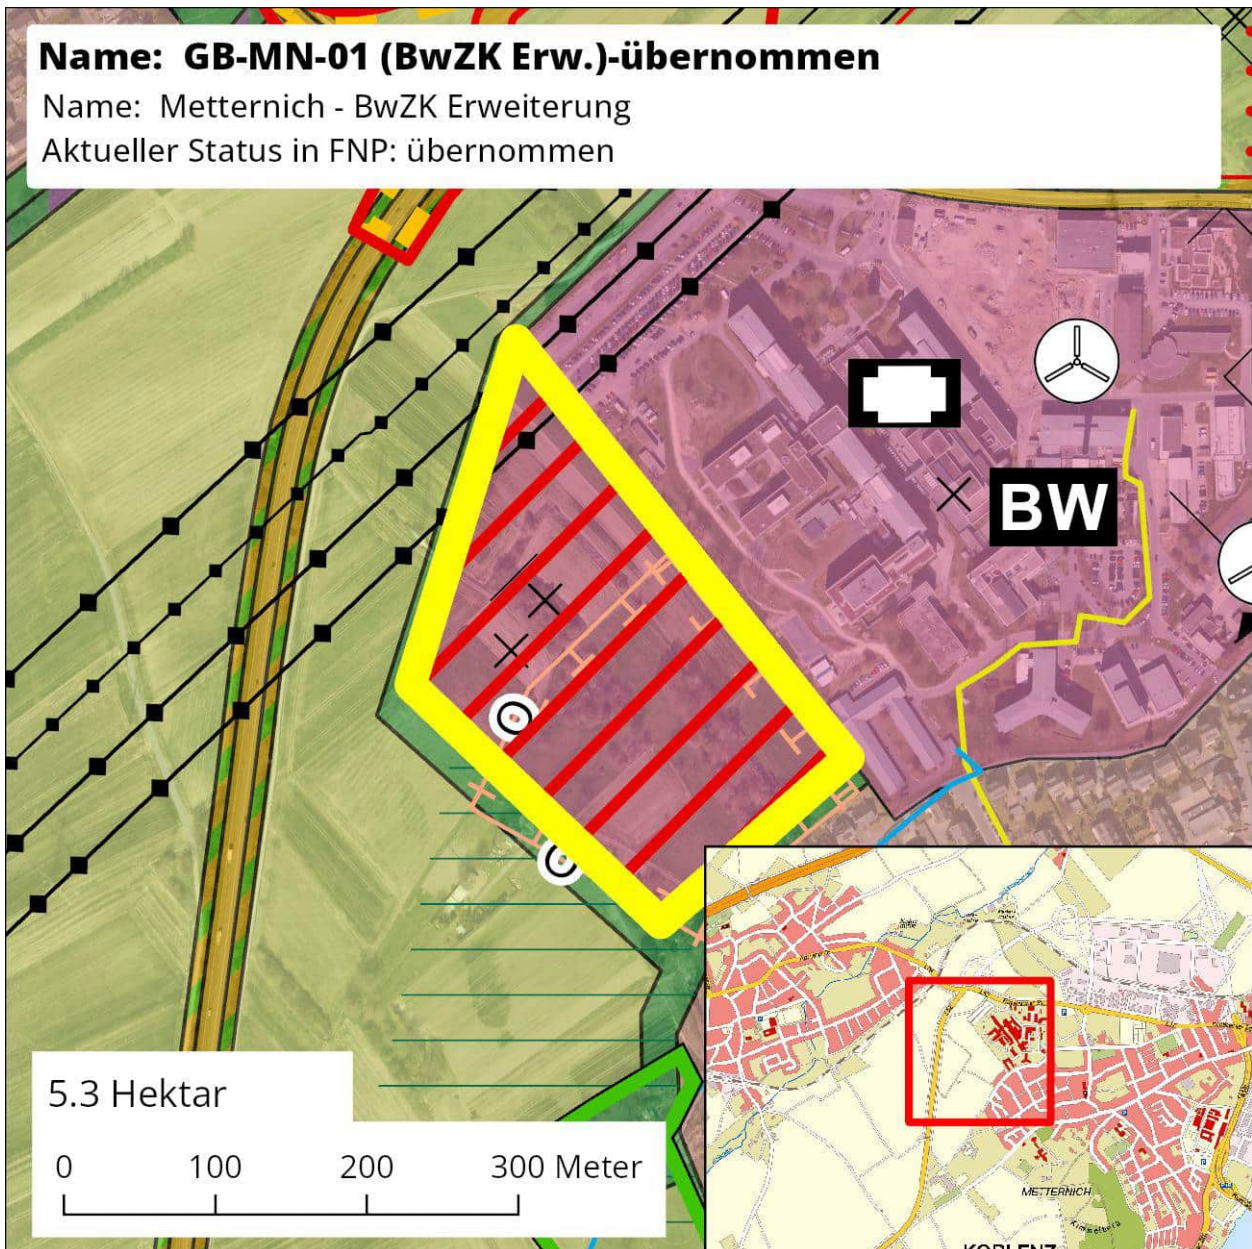 Name: GB-MN-01 (BwZK Erw.)-übernommen
Name: Metternich - BwZK Erweiterung
Aktueller Status in FNP: übernommen
BW
5.3 Hektar
0 100 200 300 Meter
METTERNICH
Kimmelberg
KOBLENZ